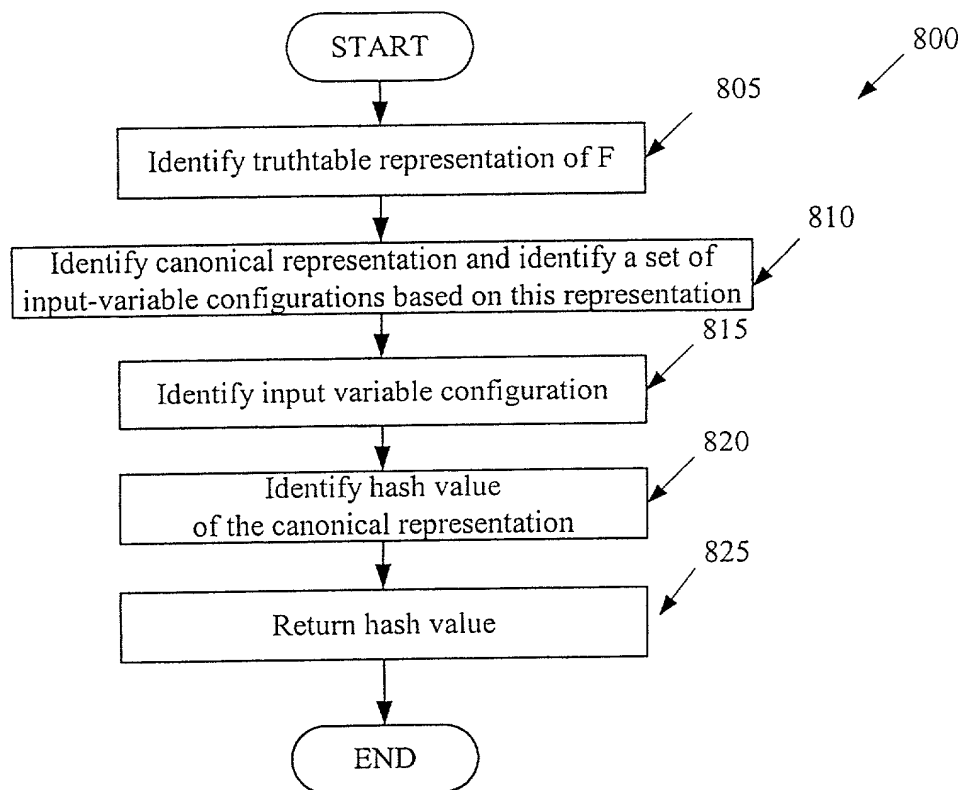 START
800
805
Identify truthtable representation of F
810
Identify canonical representation and identify a set of
input-variable configurations based on this representation
815
Identify input variable configuration
820
Identify hash value
of the canonical representation
825
Return hash value
END